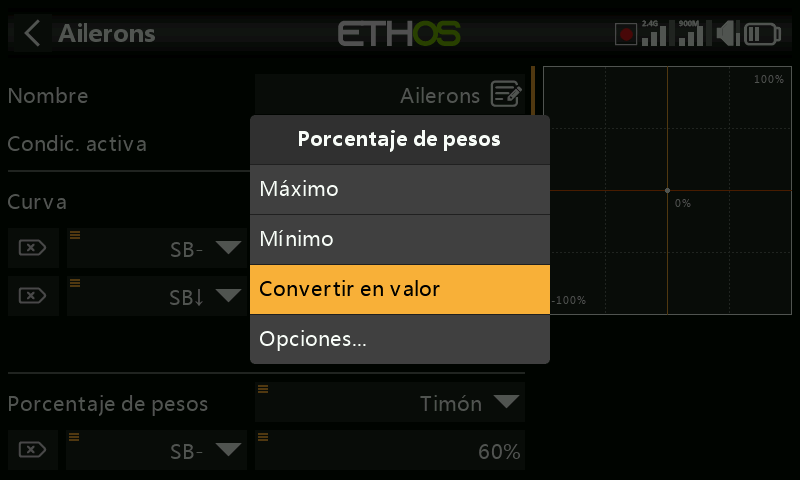 Ailerons
ETHOS
2.4G
900M
Nombre
Ailerons
Condic. activa
Curva
SB-
SB↓
Porcentaje de pesos
Máximo
Mínimo
Convertir en valor
Opciones...
100%
0%
-100%
Porcentaje de pesos
Timón
SB-
60%